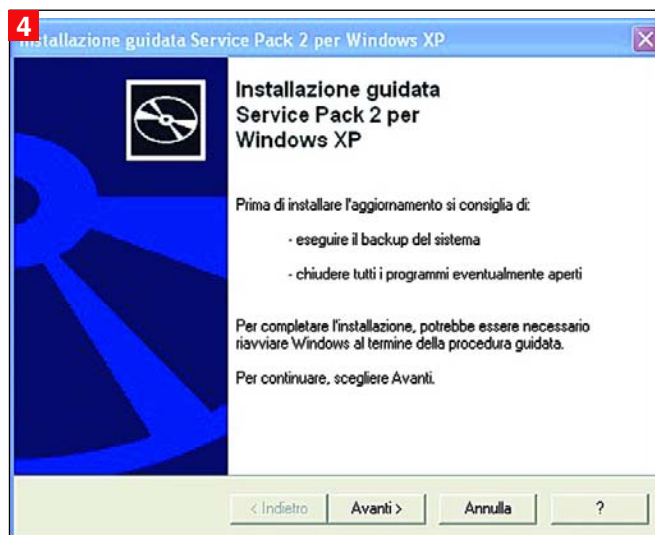 4
Installazione guidata Service Pack 2 per Windows XP
Installazione guidata
Service Pack 2 per
Windows XP
Prima di installare l'aggiornamento si consiglia di:
- eseguire il backup del sistema
- chiudere tutti i programmi eventualmente aperti
Per completare l'installazione, potrebbe essere necessario
riavviare Windows al termine della procedura guidata.
Per continuare, scegliere Avanti.
< Indietro
Avanti >
Annulla
?